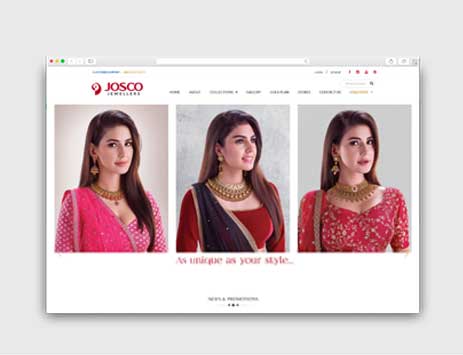 JOSCO
JEWELLERS
HOME ABOUT COLLECTIONS GALLERY GOLD PLAN STORES CONTACT US
As unique as your style...
NEWS & PROMOTIONS